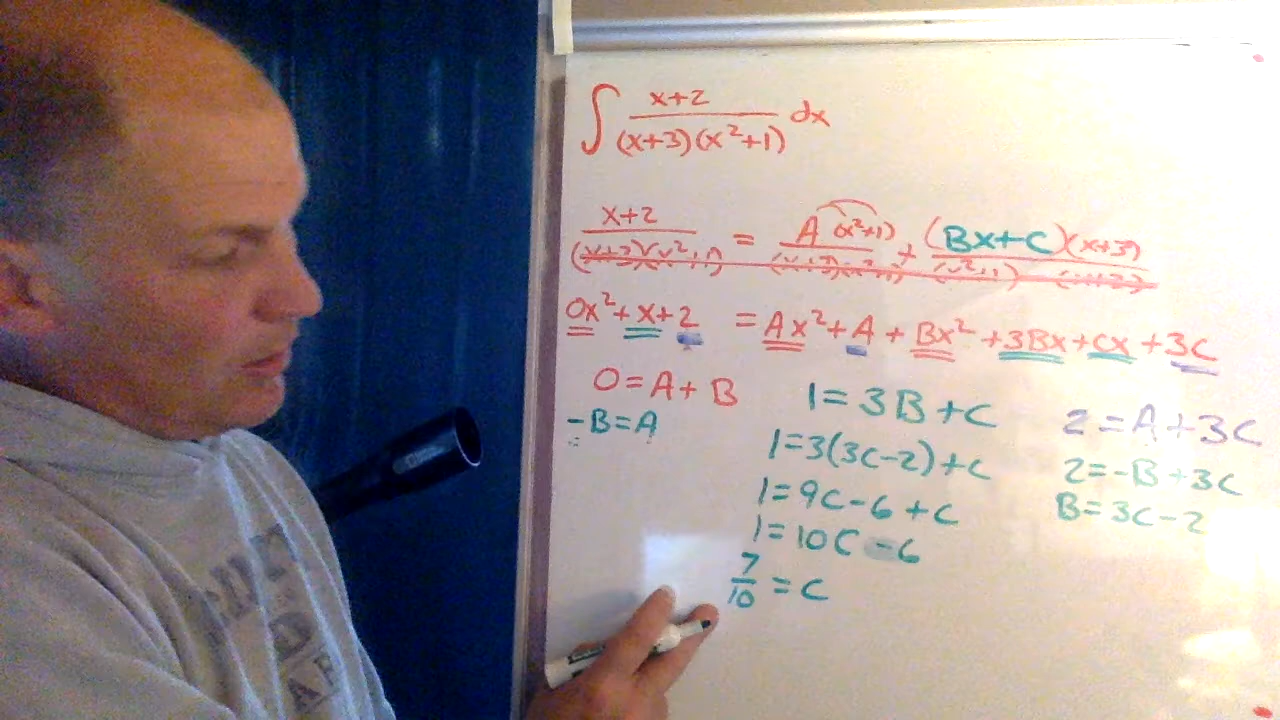 ∫ x+2 / (x+3)(x²+1) dx
x+2 / (x+3)(x²+1) = A (x²+1) / (x+3)(x²+1) + (Bx+C)(x+3) / (x²+1) (x+3)
0x² + x + 2 = Ax² + A + Bx² + 3Bx + Cx + 3C
0 = A + B
-B = A
1 = 3B + C
1 = 3(3C-2) + C
1 = 9C - 6 + C
1 = 10C - 6
7/10 = C
2 = A + 3C
2 = -B + 3C
B = 3C - 2